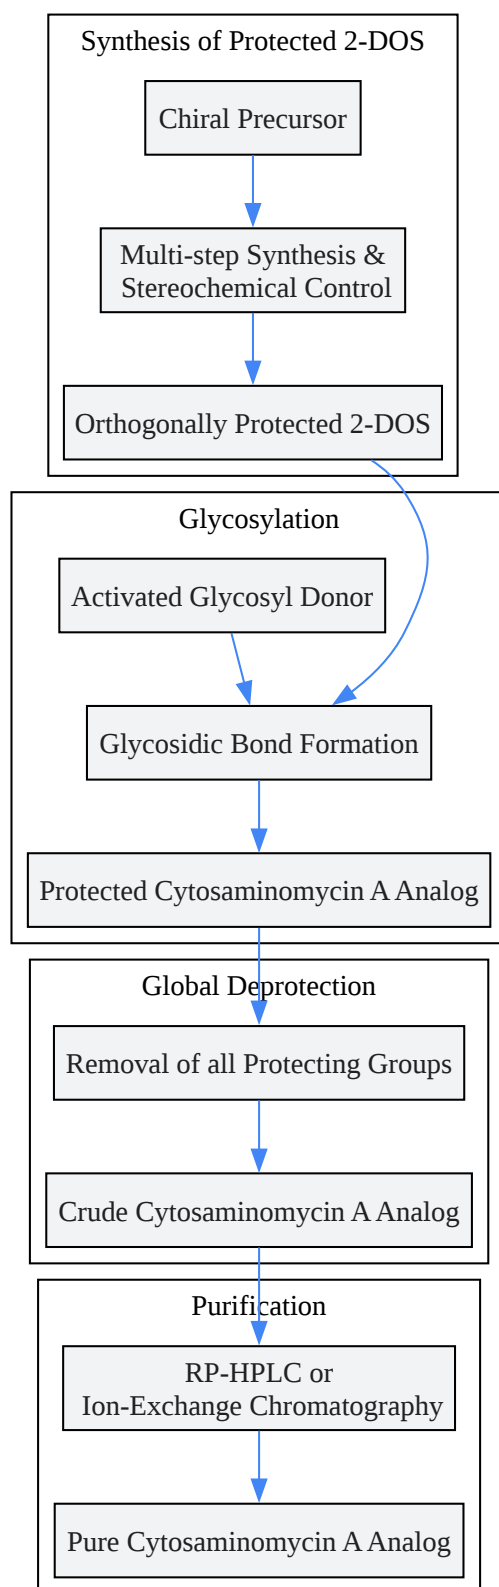 Synthesis of Protected 2-DOS
Chiral Precursor
Multi-step Synthesis &
Stereochemical Control
Orthogonally Protected 2-DOS
Glycosylation
Activated Glycosyl Donor
Glycosidic Bond Formation
Protected Cytosaminomycin A Analog
Global Deprotection
Removal of all Protecting Groups
Crude Cytosaminomycin A Analog
Purification
RP-HPLC or
Ion-Exchange Chromatography
Pure Cytosaminomycin A Analog